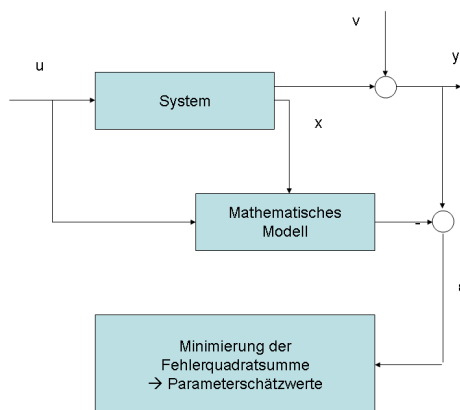 v
u
y
System
x
Mathematisches
Modell
-
Minimierung der
Fehlerquadratsumme
→ Parameterschätzwerte